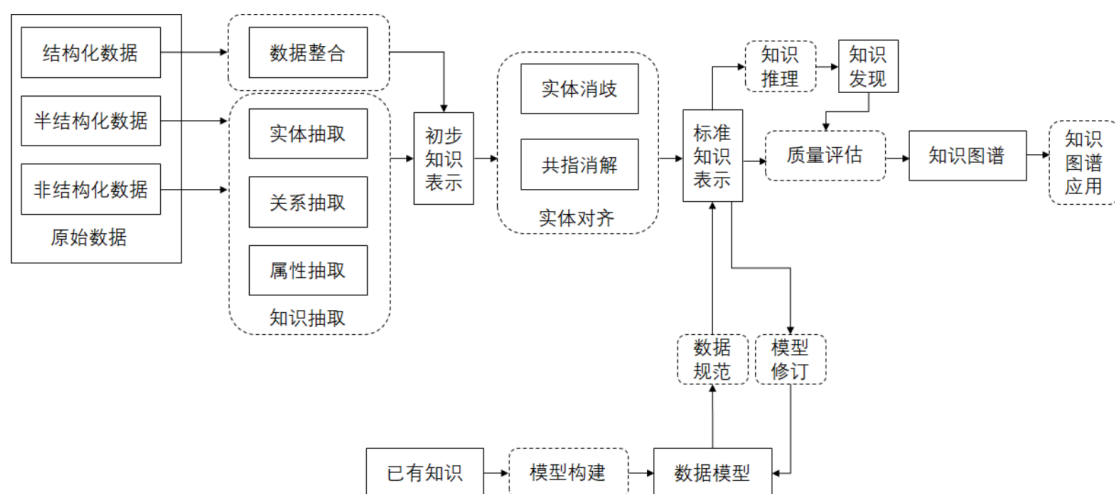 结构化数据
半结构化数据
非结构化数据
原始数据
数据整合
实体抽取
关系抽取
属性抽取
知识抽取
初步
知识
表示
实体消歧
共指消解
实体对齐
标准
知识
表示
知识
推理
知识
发现
质量评估
知识图谱
知识
图谱
应用
数据
规范
模型
修订
已有知识
模型构建
数据模型